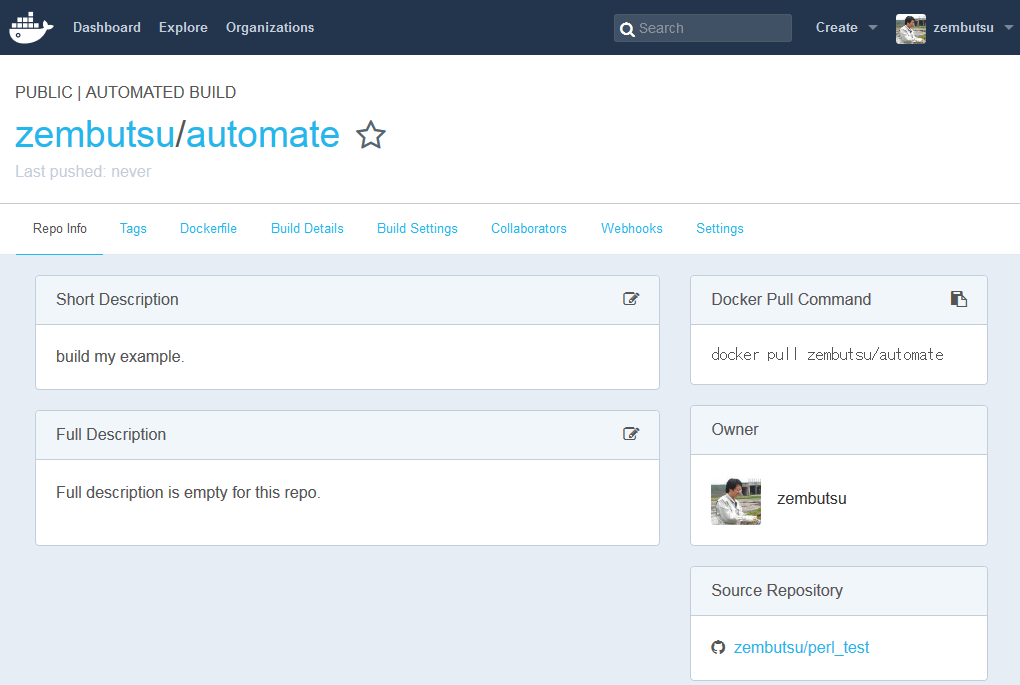 Dashboard Explore Organizations Search Create zembutsu
PUBLIC | AUTOMATED BUILD
zembutsu/automate
Last pushed: never
Repo Info Tags Dockerfile Build Details Build Settings Collaborators Webhooks Settings
Short Description
build my example.
Full Description
Full description is empty for this repo.
Docker Pull Command
docker pull zembutsu/automate
Owner
zembutsu
Source Repository
zembutsu/perl_test